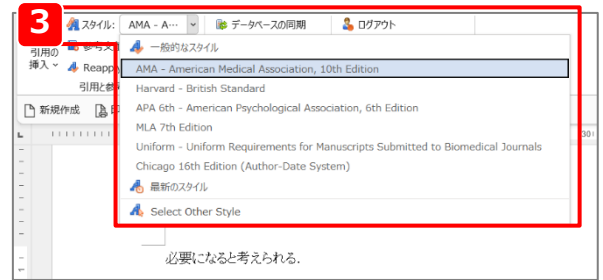 3
スタイル: AMA - A… データベースの同期 ログアウト
引用の
挿入
Reapp
引用と参
一般的なスタイル
AMA - American Medical Association, 10th Edition
Harvard - British Standard
APA 6th - American Psychological Association, 6th Edition
MLA 7th Edition
Uniform - Uniform Requirements for Manuscripts Submitted to Biomedical Journals
Chicago 16th Edition (Author-Date System)
最新のスタイル
Select Other Style
新規作成
30
必要になると考えられる.